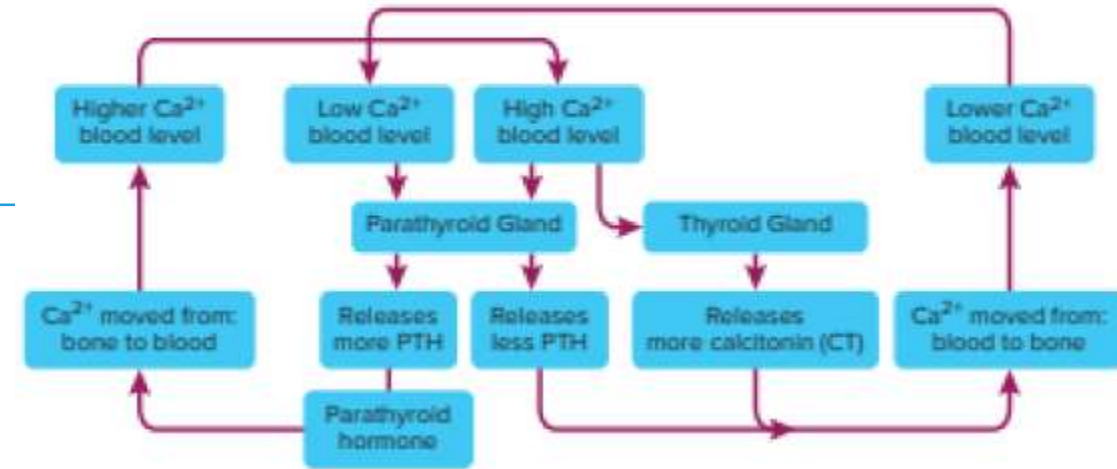 Higher Ca²⁺
blood level
Low Ca²⁺
blood level
High Ca²⁺
blood level
Lower Ca²⁺
blood level
Parathyroid Gland
Thyroid Gland
Ca²⁺ moved from:
bone to blood
Releases
more PTH
Releases
less PTH
Releases
more calcitonin (CT)
Ca²⁺ moved from:
blood to bone
Parathyroid
hormone